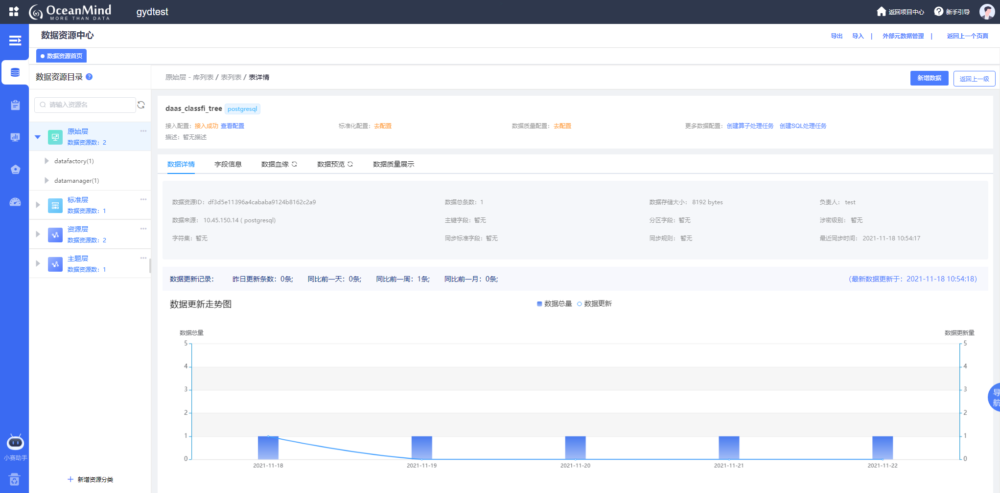 OceanMind
MORE THAN DATA
gydtest
返回项目中心
新手引导
数据资源中心
导出 导入 | 外部元数据管理 | 返回上一个页面
数据资源首页
数据资源目录
原始层 - 库列表 / 表列表 / 表详情
新增数据
返回上一级
请输入资源名
原始层
数据资源数：2
datafactory(1)
datamanager(1)
标准层
数据资源数：1
资源层
数据资源数：2
主题层
数据资源数：1
新增资源分类
小赛助手
daas_classfi_tree postgresql
接入配置：接入成功 查看配置 标准化配置：去配置 数据质量配置：去配置 更多数据配置：创建算子处理任务 创建SQL处理任务
描述：暂无描述
数据详情 字段信息 数据血缘 数据预览 数据质量展示
数据资源ID：df3d5e11396a4cababa9124b8162c2a9 数据总条数：1 数据存储大小：8192 bytes 负责人：test
数据来源：10.45.150.14 ( postgresql) 主键字段：暂无 分区字段：暂无 涉密级别：暂无
字符集：暂无 同步标准字段：暂无 同步规则：暂无 最近同步时间：2021-11-18 10:54:17
数据更新记录： 昨日更新条数：0条; 同比前一天：0条; 同比前一周：1条; 同比前一月：0条; （最新数据更新于：2021-11-18 10:54:18）
数据更新走势图
数据总量 数据更新
数据总量 数据更新量
5 5
4 4
3 3
2 2
1 1
0 0
2021-11-18 2021-11-19 2021-11-20 2021-11-21 2021-11-22
导
航